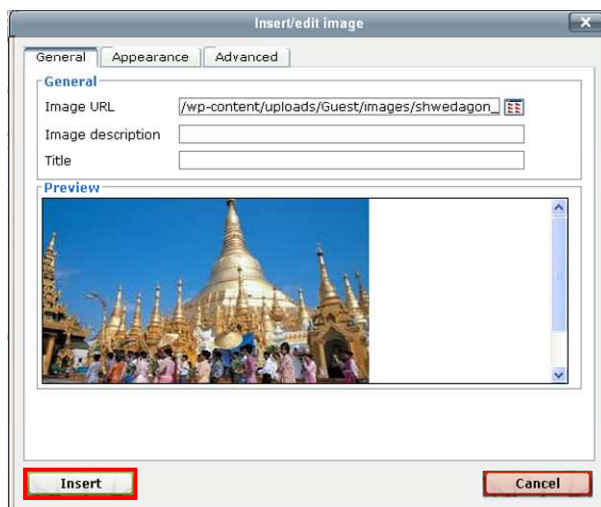 Insert/edit image
General Appearance Advanced
General
Image URL /wp-content/uploads/Guest/images/shwedagon_
Image description
Title
Preview
Insert Cancel